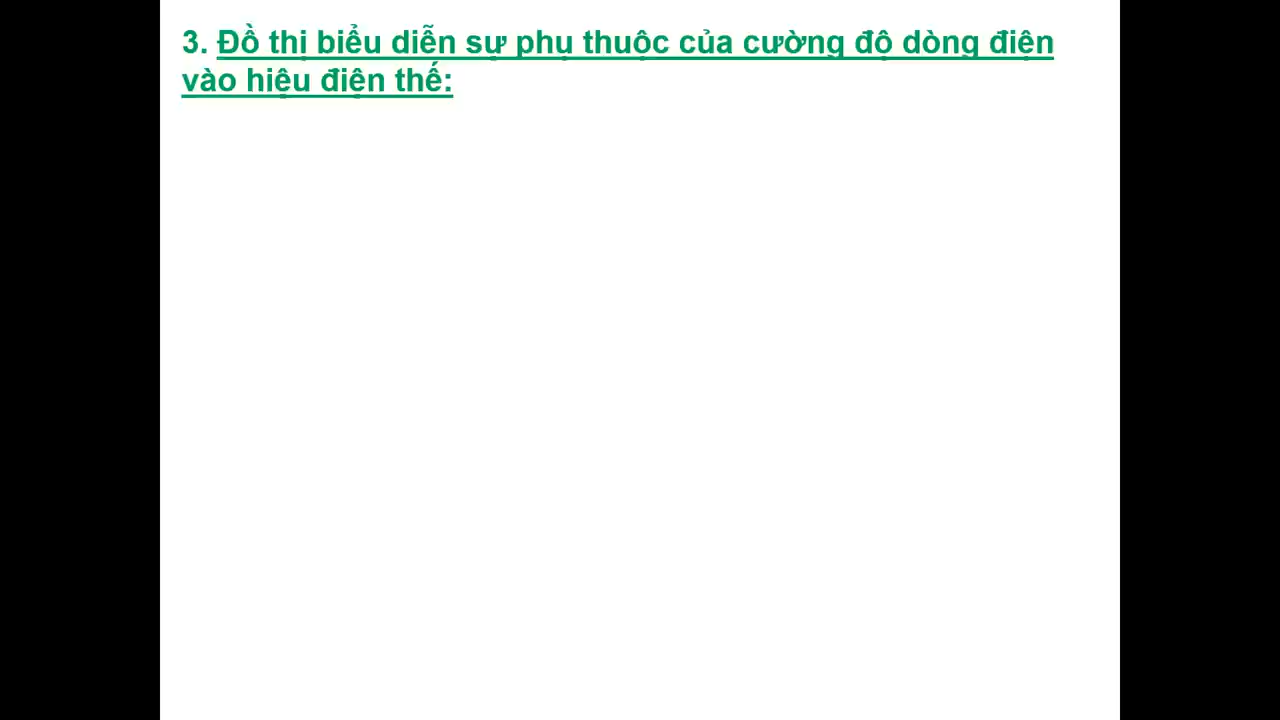 3. Đồ thị biểu diễn sự phụ thuộc của cường độ dòng điện
vào hiệu điện thế: